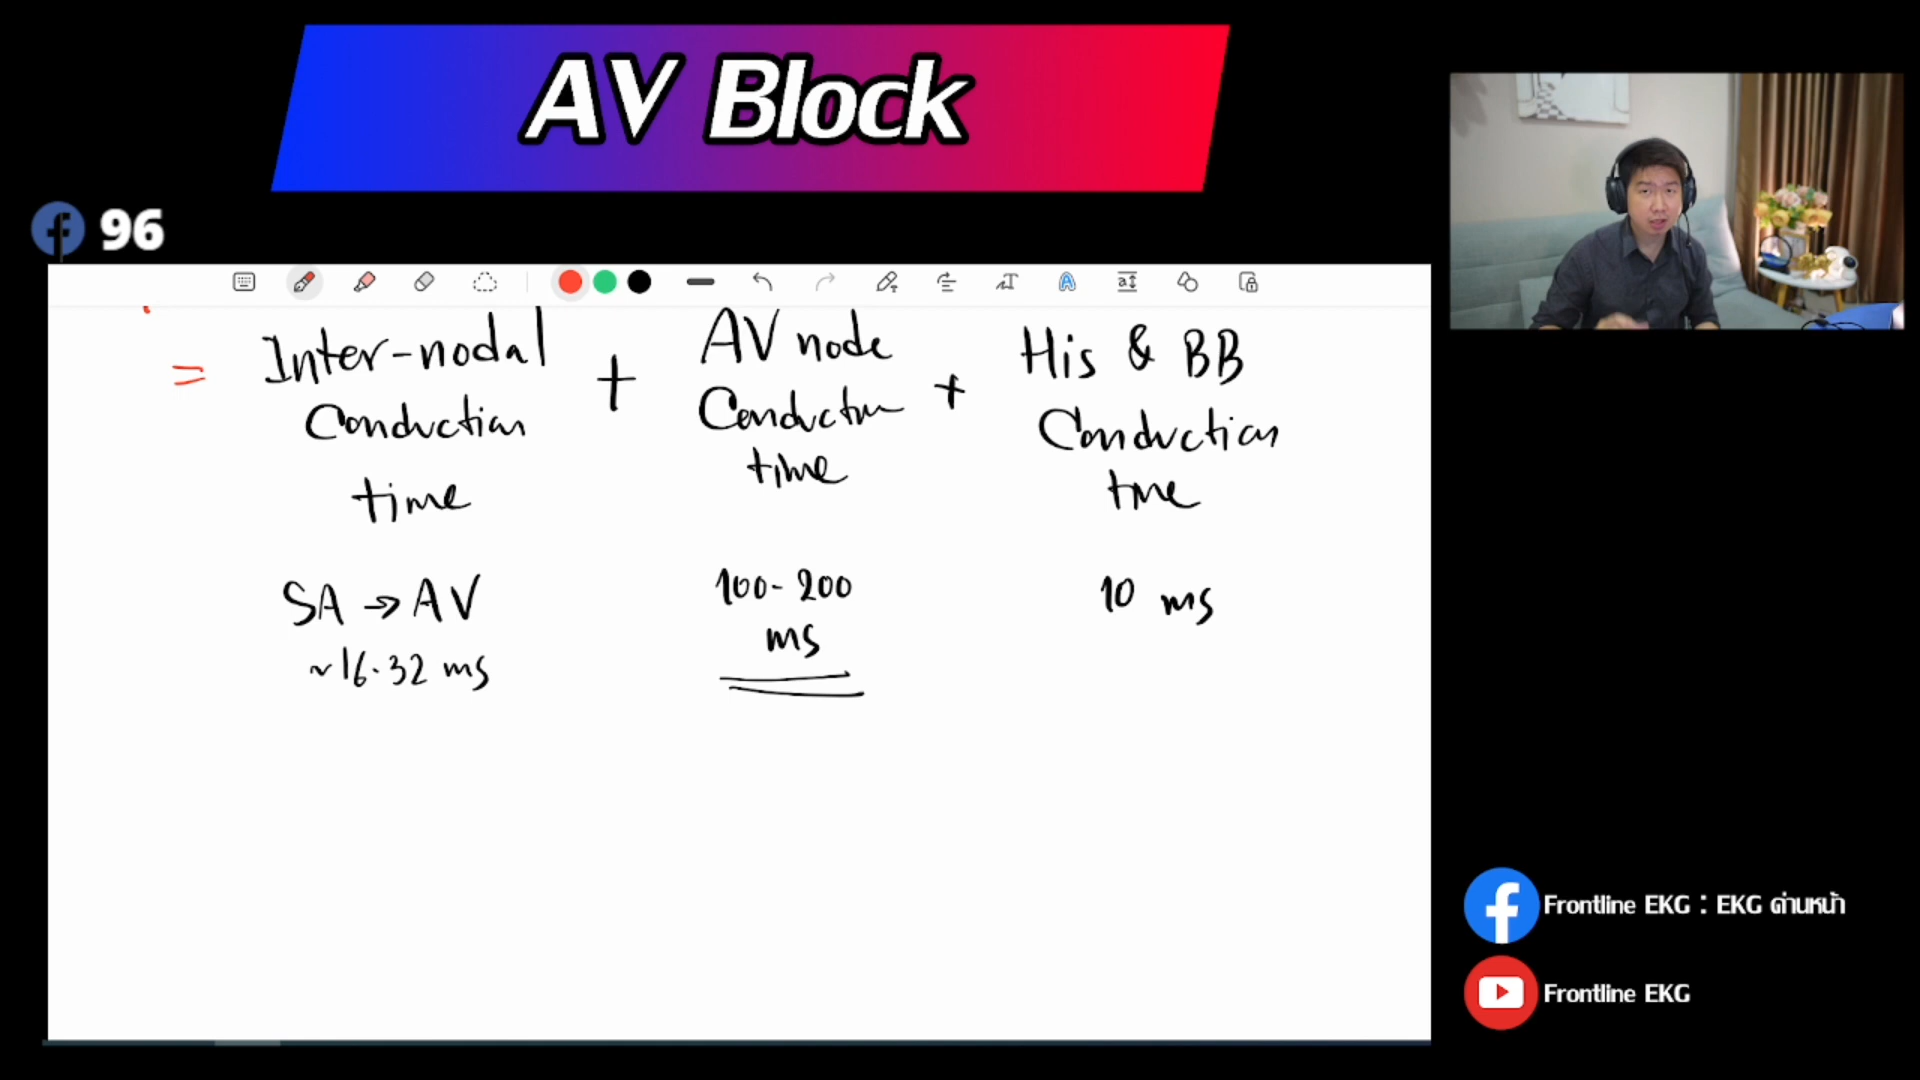 AV Block
96
= Inter-nodal + AV node + His & BB
Conduction Conduction Conduction
time time time
SA → AV 100-200 10 ms
~16-32 ms ms
Frontline EKG : EKG ด่านหน้า
Frontline EKG